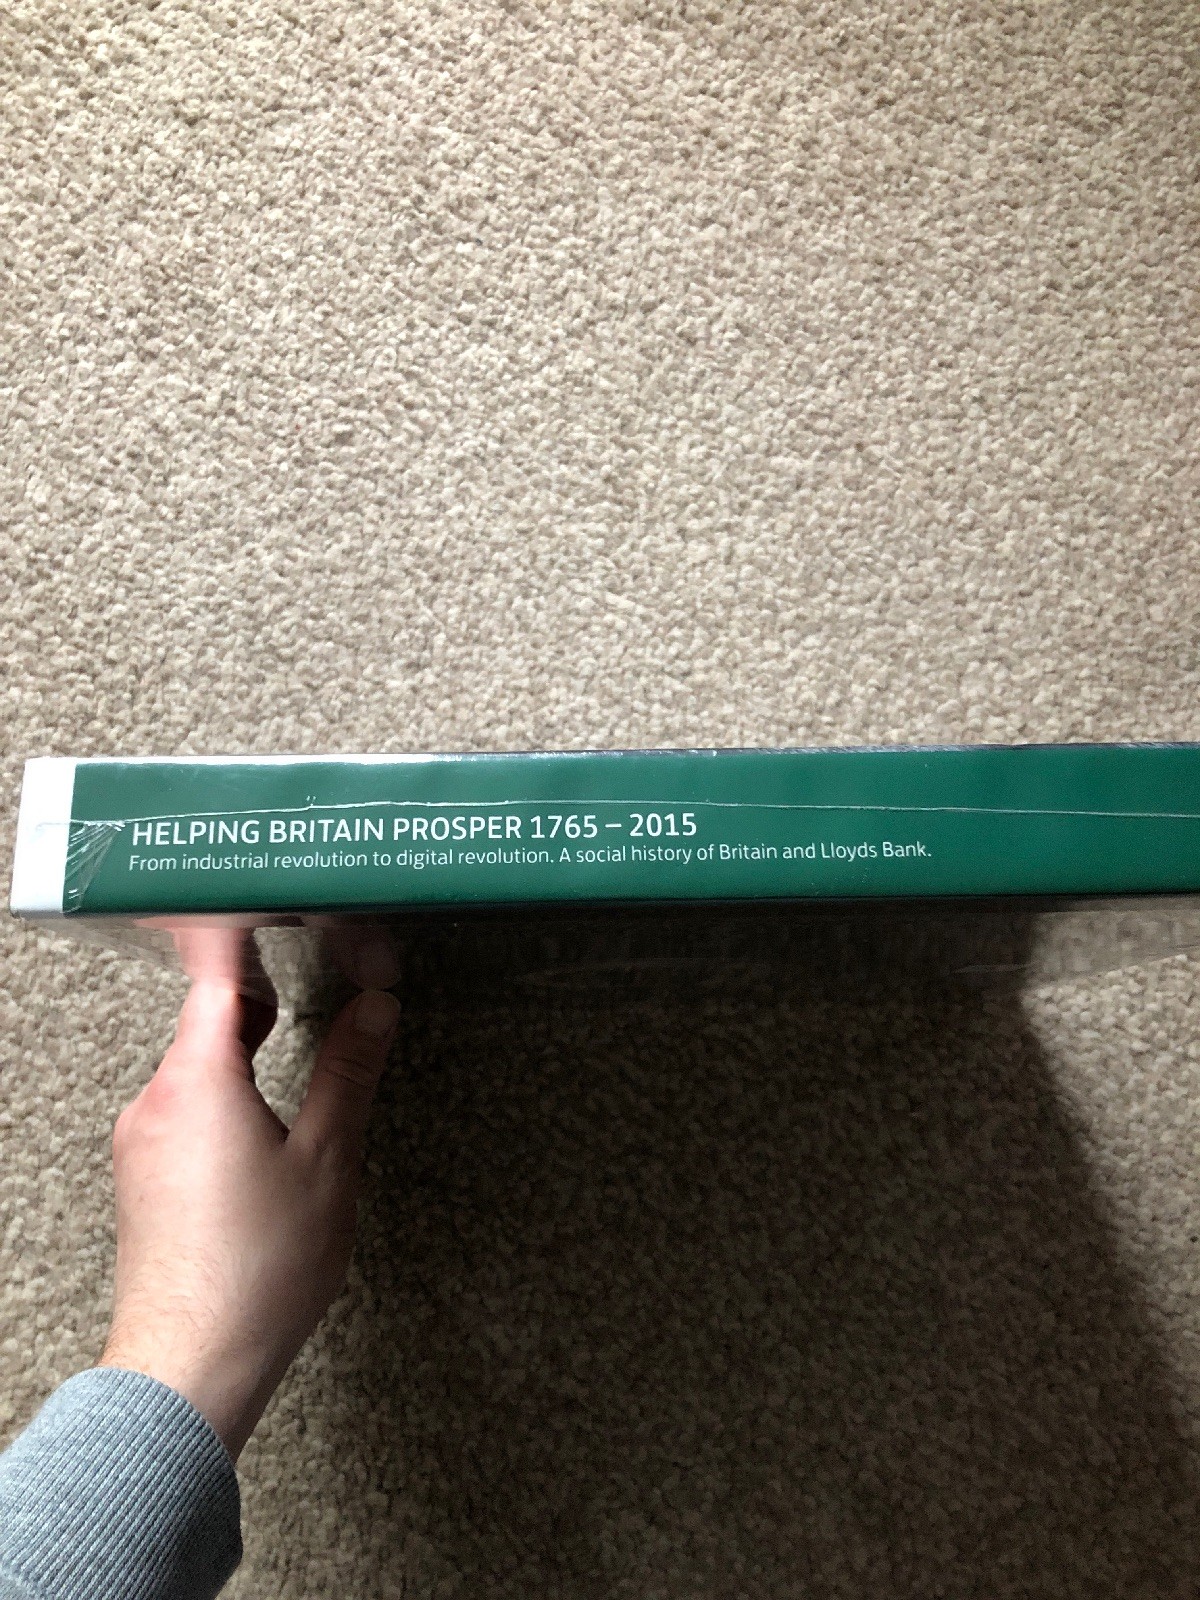 HELPING BRITAIN PROSPER 1765 – 2015
From industrial revolution to digital revolution. A social history of Britain and Lloyds Bank.